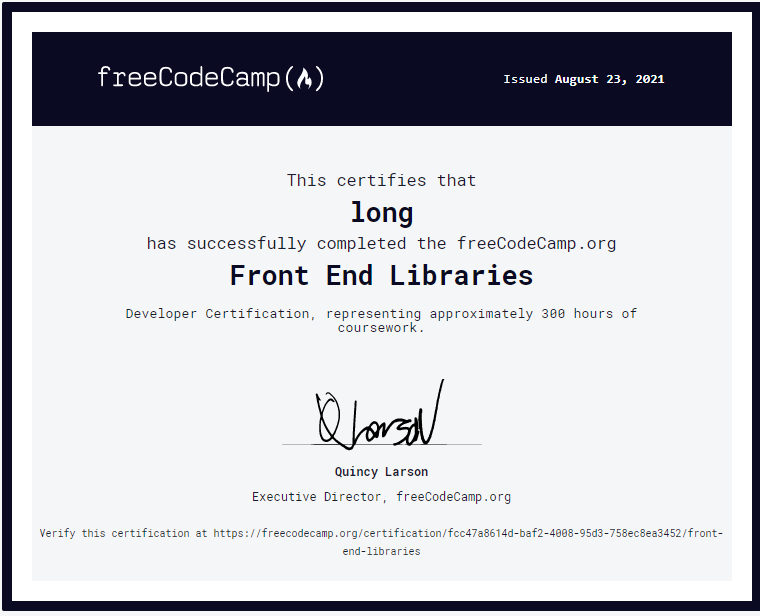 freeCodeCamp(🔥)
Issued August 23, 2021
This certifies that
long
has successfully completed the freeCodeCamp.org
Front End Libraries
Developer Certification, representing approximately 300 hours of
coursework.
Q Larson
Quincy Larson
Executive Director, freeCodeCamp.org
Verify this certification at https://freecodecamp.org/certification/fcc47a8614d-baf2-4008-95d3-758ec8ea3452/front-
end-libraries